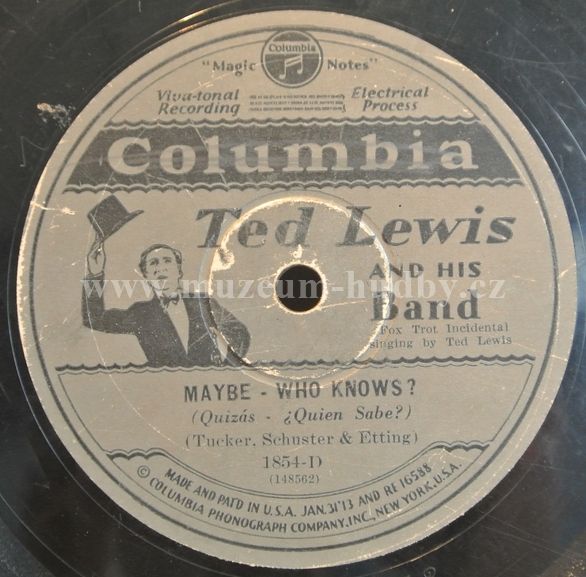 Columbia
"Magic Notes"
Viva-tonal Recording
Electrical Process
Columbia
Ted Lewis
AND HIS
Band
Fox Trot Incidental
singing by Ted Lewis
www.muzeum-hudby.cz
MAYBE - WHO KNOWS?
(Quizás - ¿Quien Sabe?)
(Tucker, Schuster & Etting)
1854-D
(148562)
MADE AND PAT'D IN U.S.A. JAN. 31 '13 AND RE 16588
© COLUMBIA PHONOGRAPH COMPANY, INC., NEW YORK, U.S.A.